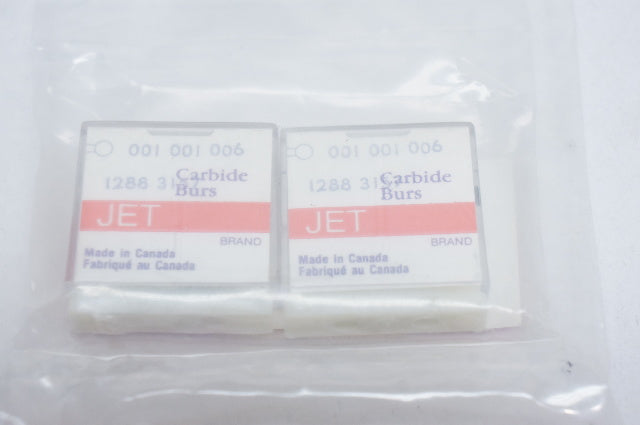 001 001 006
1288
Carbide
Burs
JET
BRAND
Made in Canada
Fabriqué au Canada
001 001 006
1288
Carbide
Burs
JET
BRAND
Made in Canada
Fabriqué au Canada